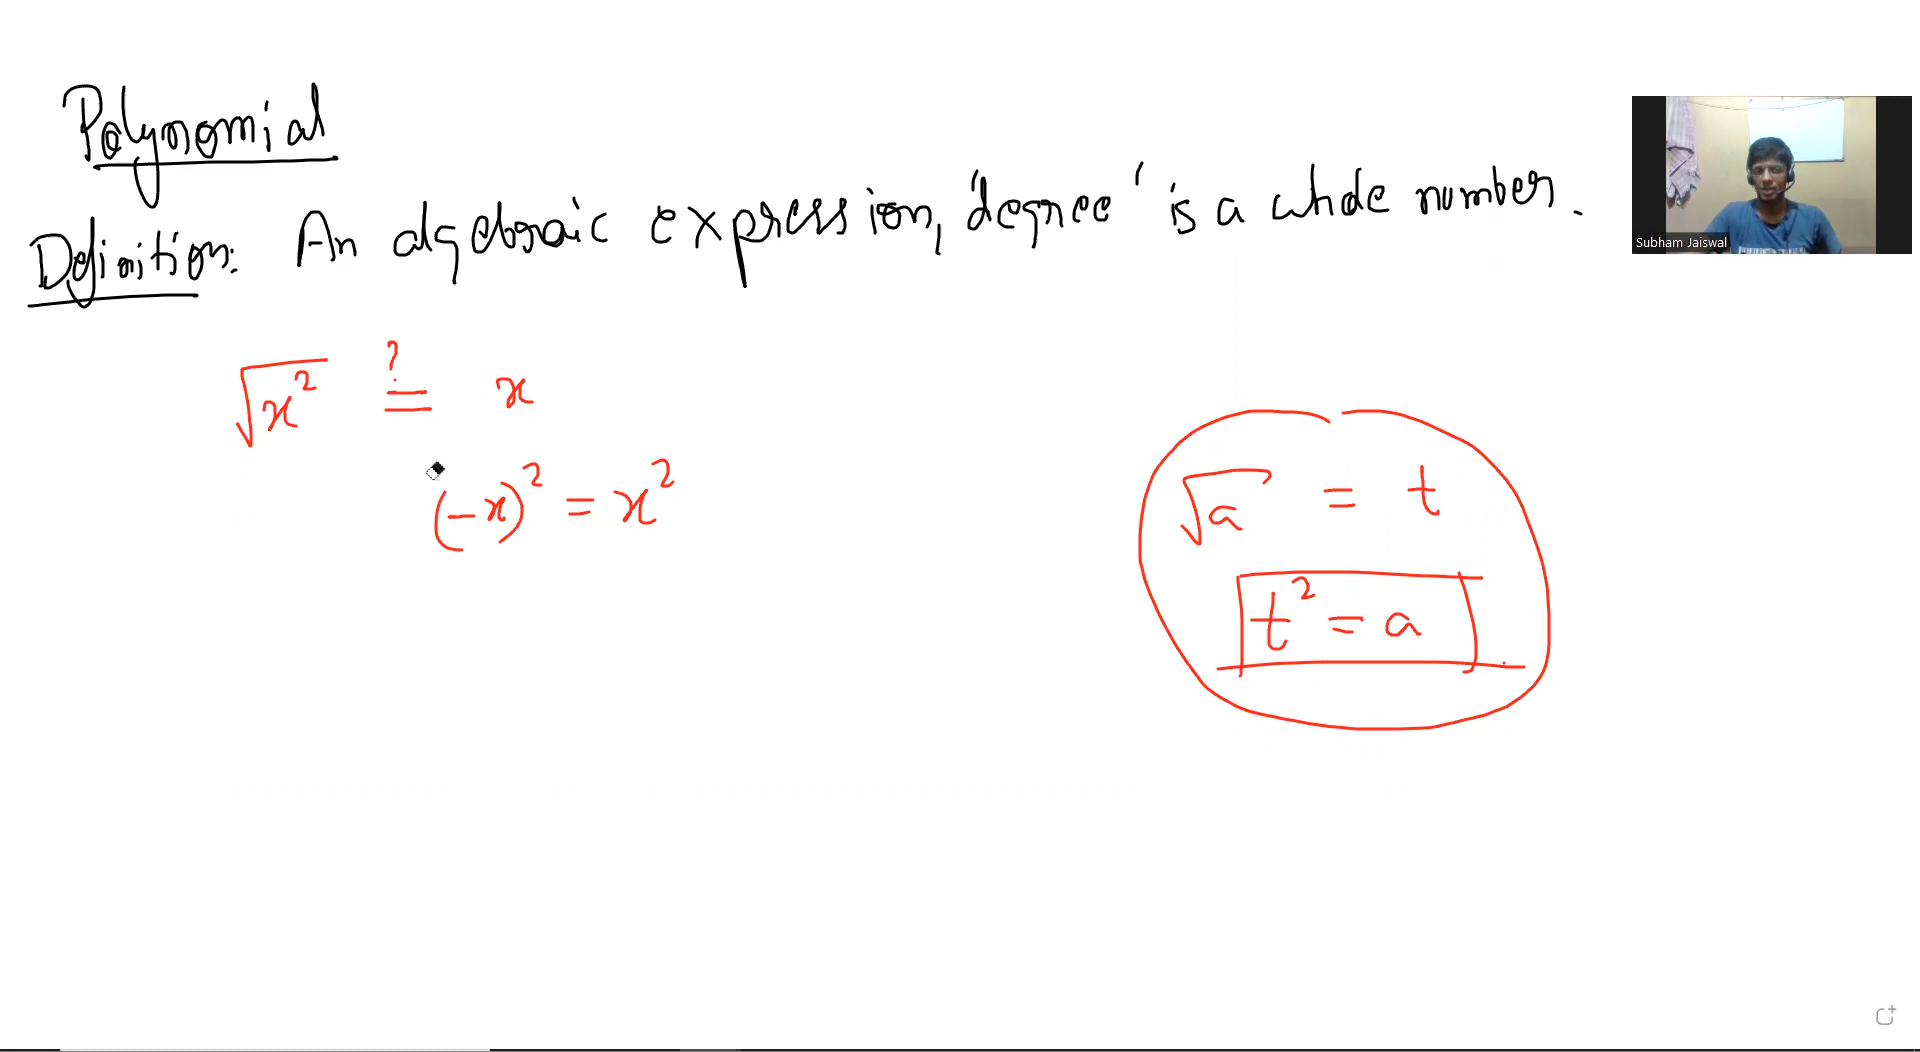 Polynomial
Definition: An algebraic expression, 'degree' is a whole number.
Subham Jaiswal
√x² ?= x
(-x)² = x²
√a = t
t² = a